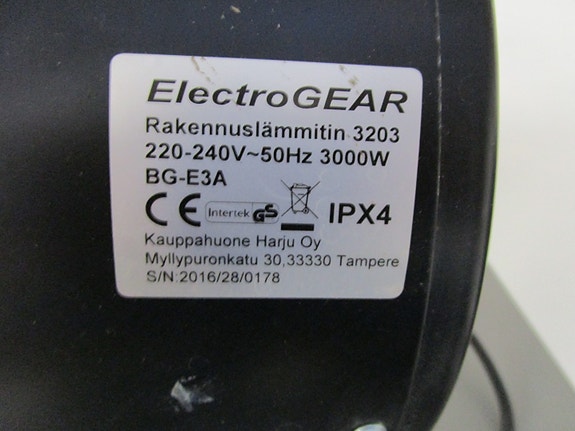 ElectroGEAR
Rakennuslämmitin 3203
220-240V~50Hz 3000W
BG-E3A
CE Intertek GS IPX4
Kauppahuone Harju Oy
Myllypuronkatu 30,33330 Tampere
S/N:2016/28/0178